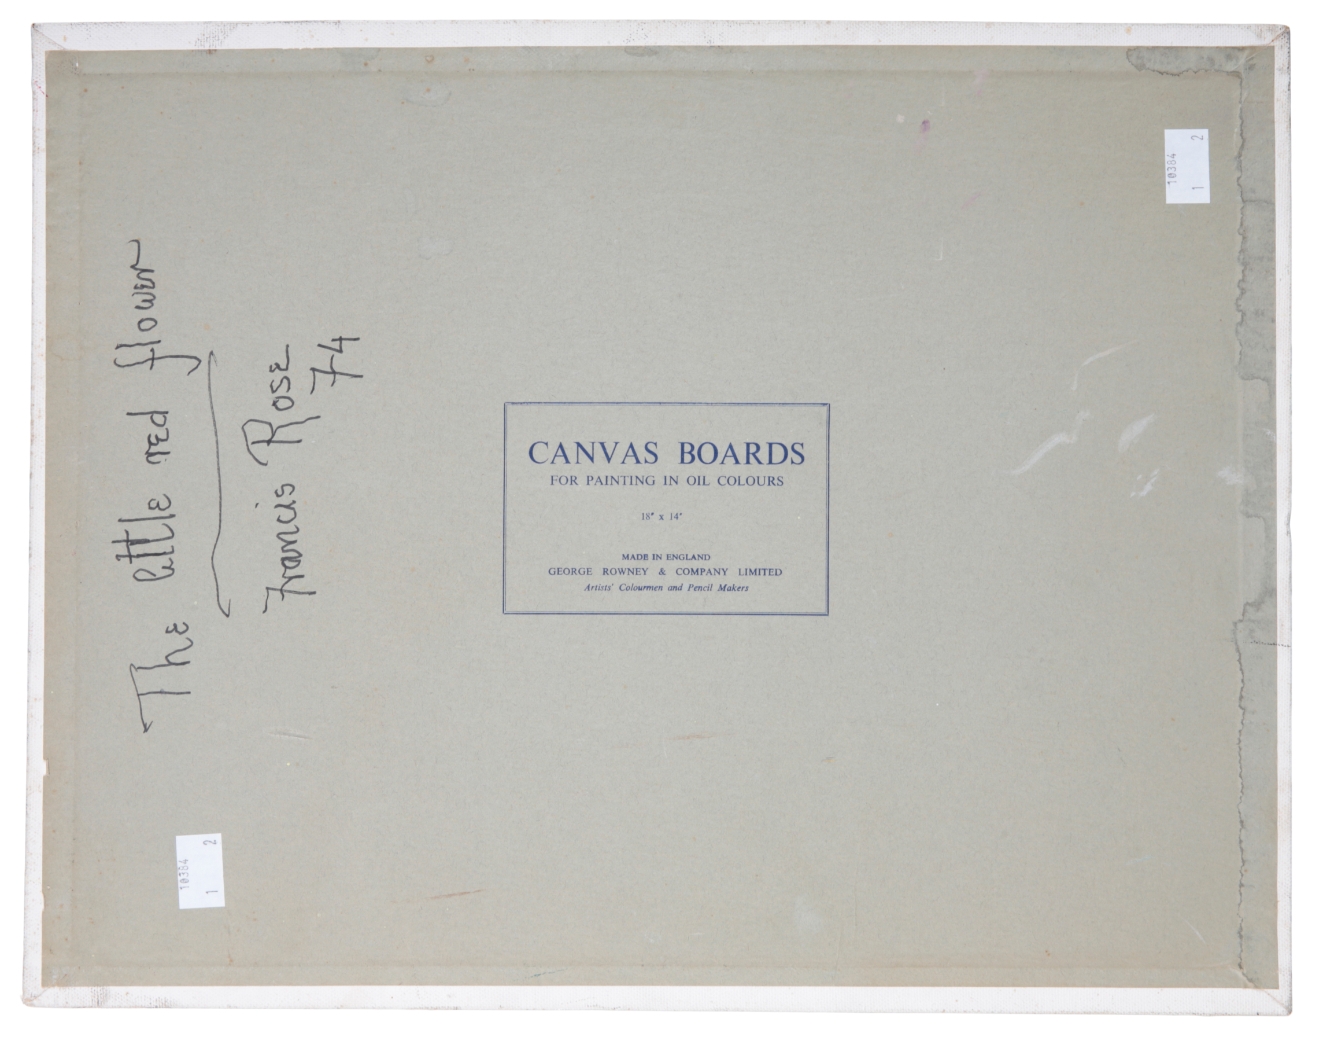 The little red flower
Francis Rose
74
CANVAS BOARDS
FOR PAINTING IN OIL COLOURS
18" x 14"
MADE IN ENGLAND
GEORGE ROWNEY & COMPANY LIMITED
Artists' Colourmen and Pencil Makers
10384
1 2
10384
1 2